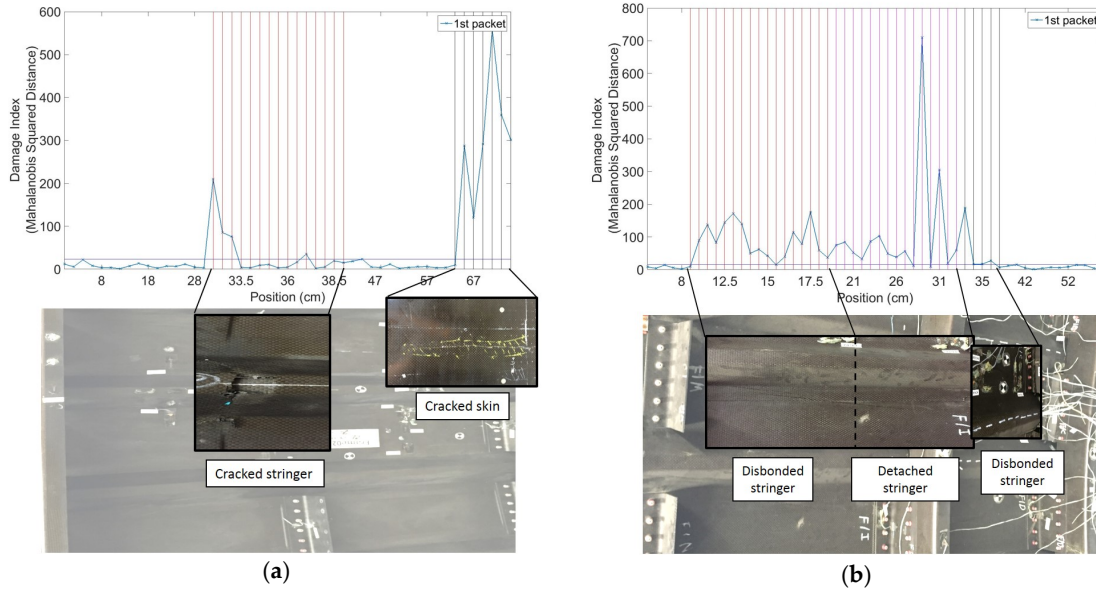 600
500
400
300
200
100
0
Damage Index
(Mahalanobis Squared Distance)
1st packet
8 18 28 33.5 36 38.5 47 57 67
Position (cm)
Cracked stringer
Cracked skin
(a)
800
700
600
500
400
300
200
100
0
Damage Index
(Mahalanobis Squared Distance)
1st packet
8 12.5 17.5 21 26 28 31 35 42 52
Position (cm)
F/I
F/I
Disbonded
stringer
Detached
stringer
Disbonded
stringer
(b)